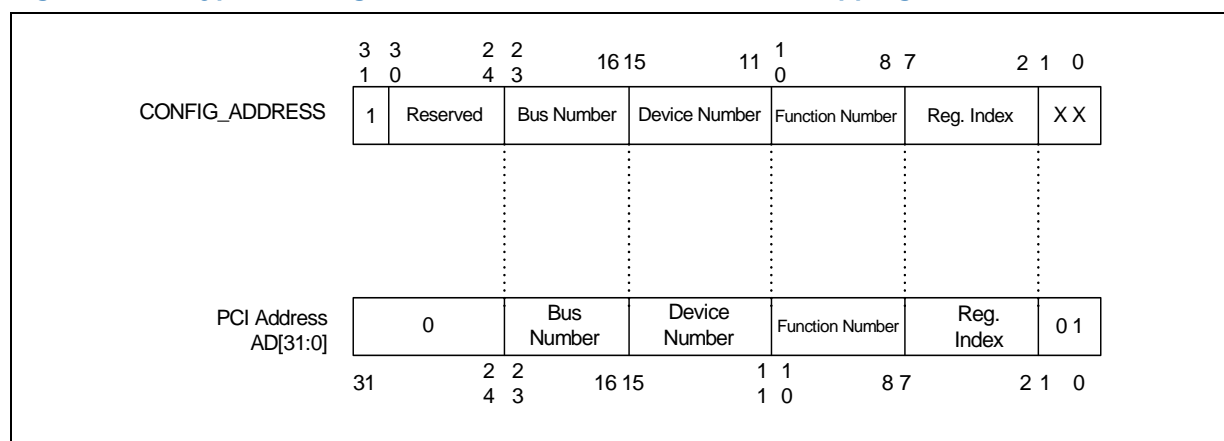 3 3 2 2 16 15 11 1 8 7 2 1 0
1 0 4 3 0
CONFIG_ADDRESS 1 Reserved Bus Number Device Number Function Number Reg. Index X X
PCI Address 0 Bus Device Function Number Reg. 0 1
AD[31:0] Number Number Index
31 2 2 16 15 1 1 8 7 2 1 0
4 3 1 0